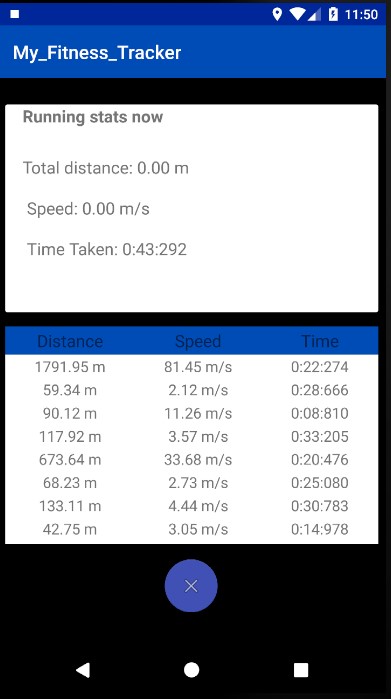 11:50
My_Fitness_Tracker
Running stats now
Total distance: 0.00 m
Speed: 0.00 m/s
Time Taken: 0:43:292
Distance Speed Time
1791.95 m 81.45 m/s 0:22:274
59.34 m 2.12 m/s 0:28:666
90.12 m 11.26 m/s 0:08:810
117.92 m 3.57 m/s 0:33:205
673.64 m 33.68 m/s 0:20:476
68.23 m 2.73 m/s 0:25:080
133.11 m 4.44 m/s 0:30:783
42.75 m 3.05 m/s 0:14:978